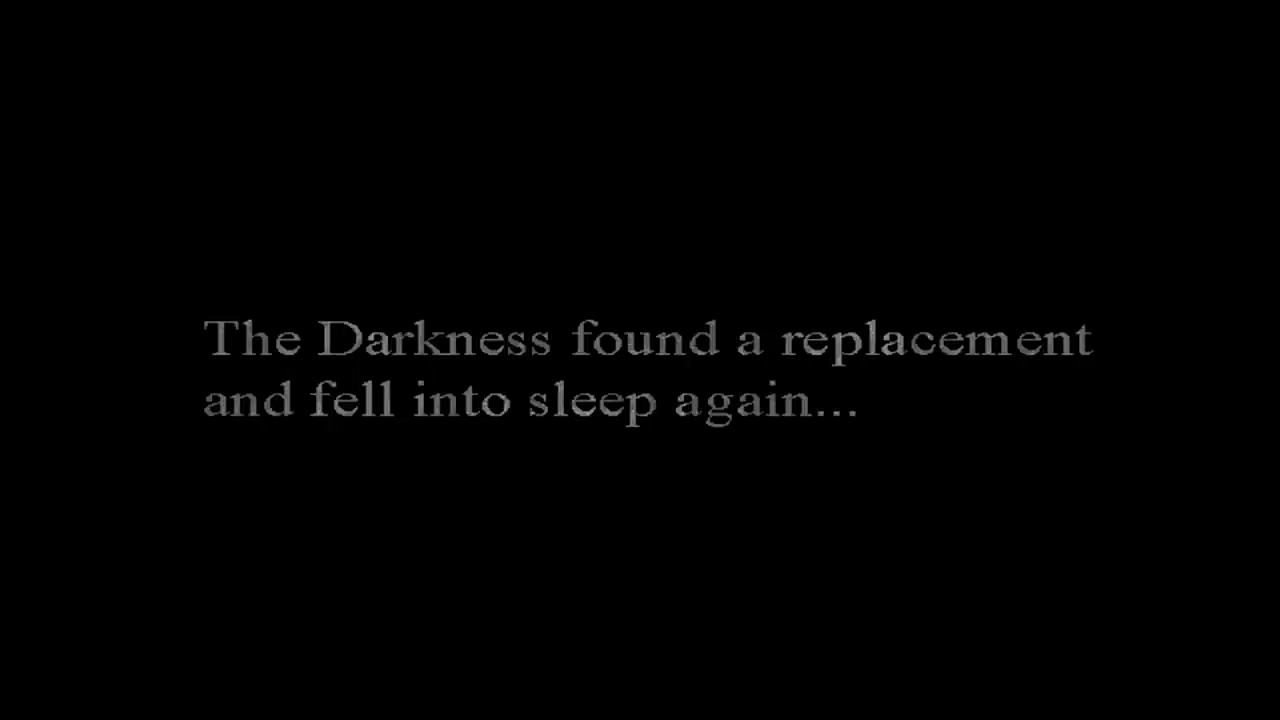 The Darkness found a replacement
and fell into sleep again...